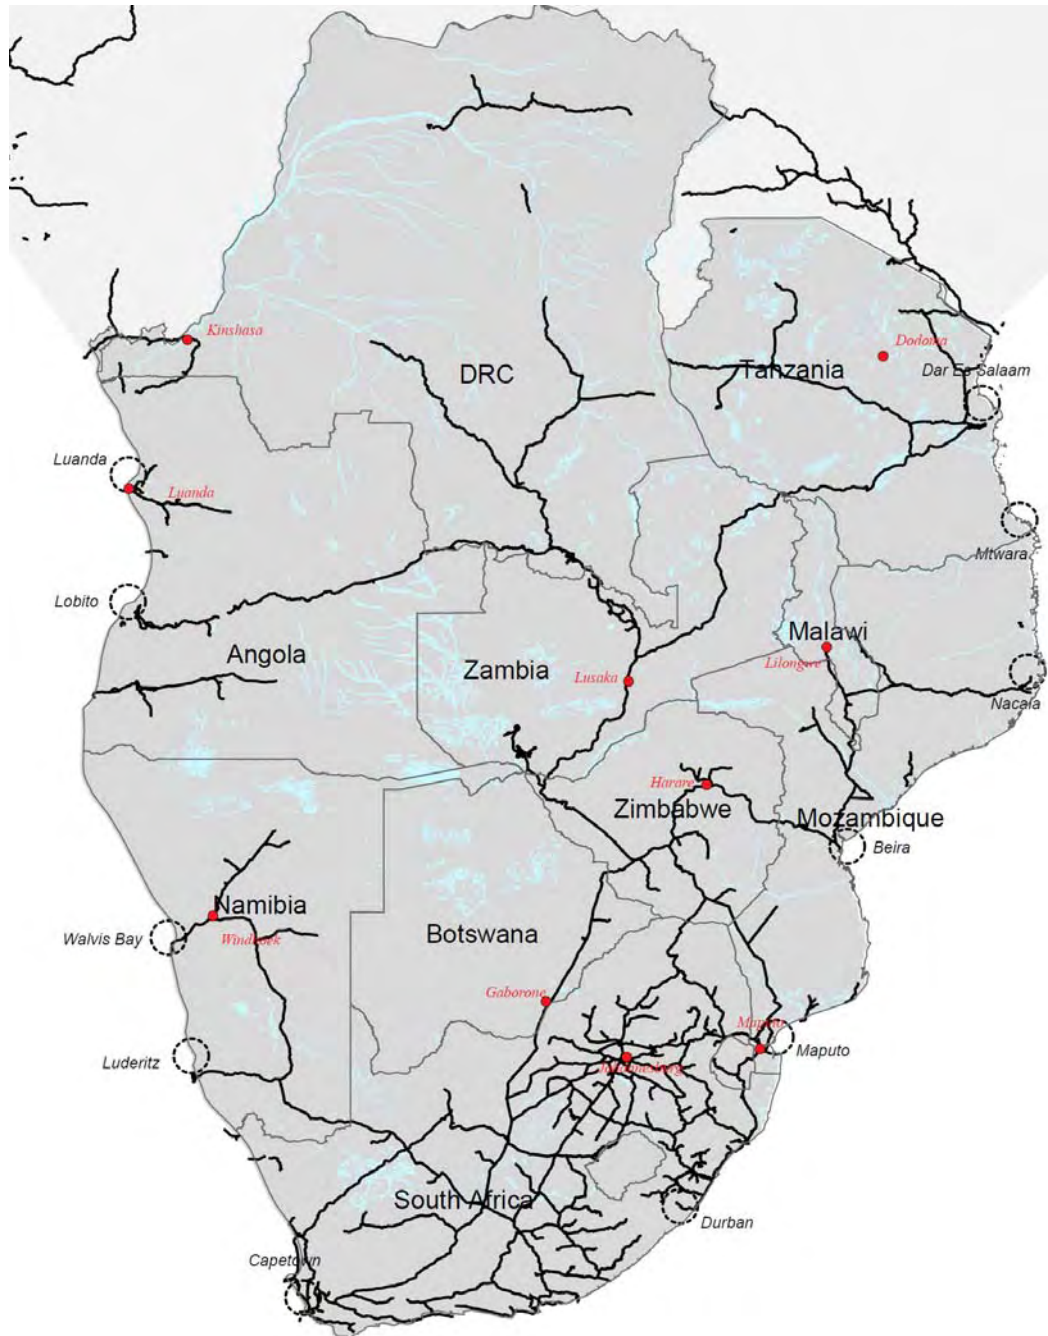 Kinshasa
Dodoma
DRC
Tanzania
Dar Es Salaam
Luanda
Luanda
Mtwara
Lobito
Malawi
Angola
Zambia
Lilongwe
Lusaka
Nacala
Harare
Zimbabwe
Mozambique
Beira
Namibia
Walvis Bay
Windhoek
Botswana
Gaborone
Maputo
Maputo
Luderitz
Johannesburg
South Africa
Durban
Capetown